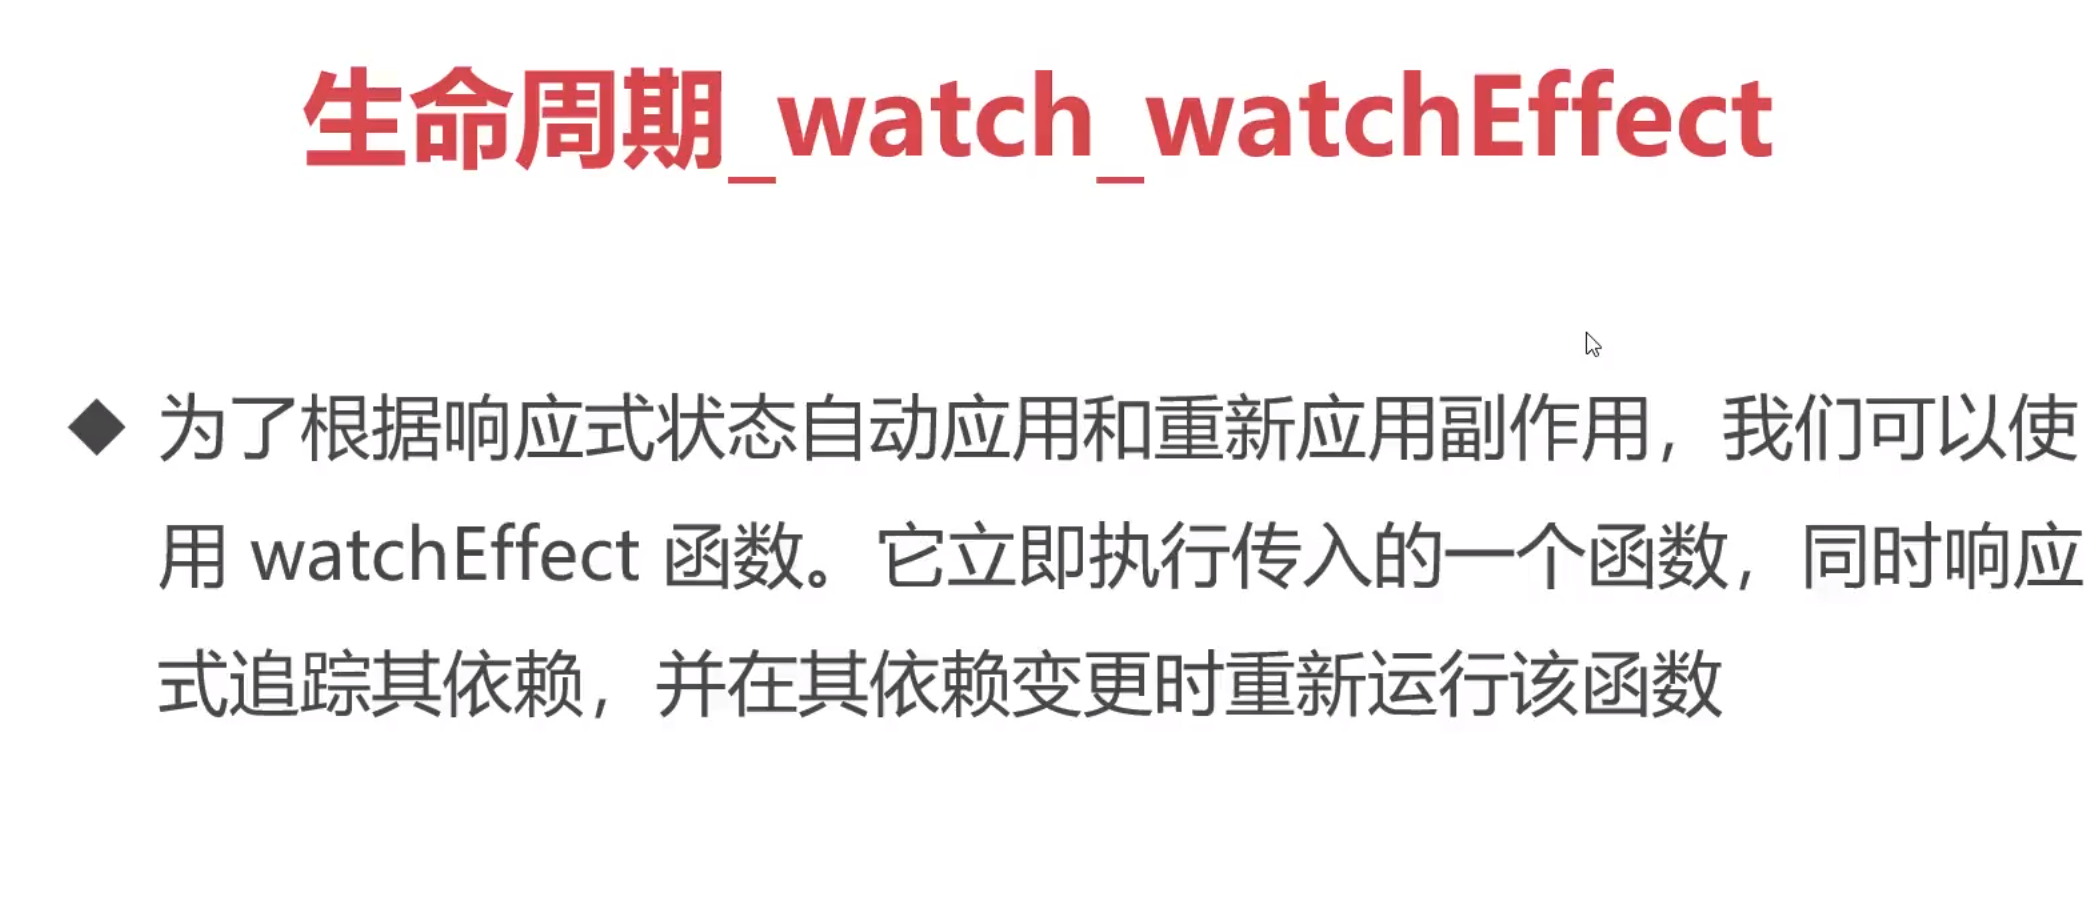 生命周期_watch_watchEffect
◆ 为了根据响应式状态自动应用和重新应用副作用，我们可以使
用 watchEffect 函数。它立即执行传入的一个函数，同时响应
式追踪其依赖，并在其依赖变更时重新运行该函数